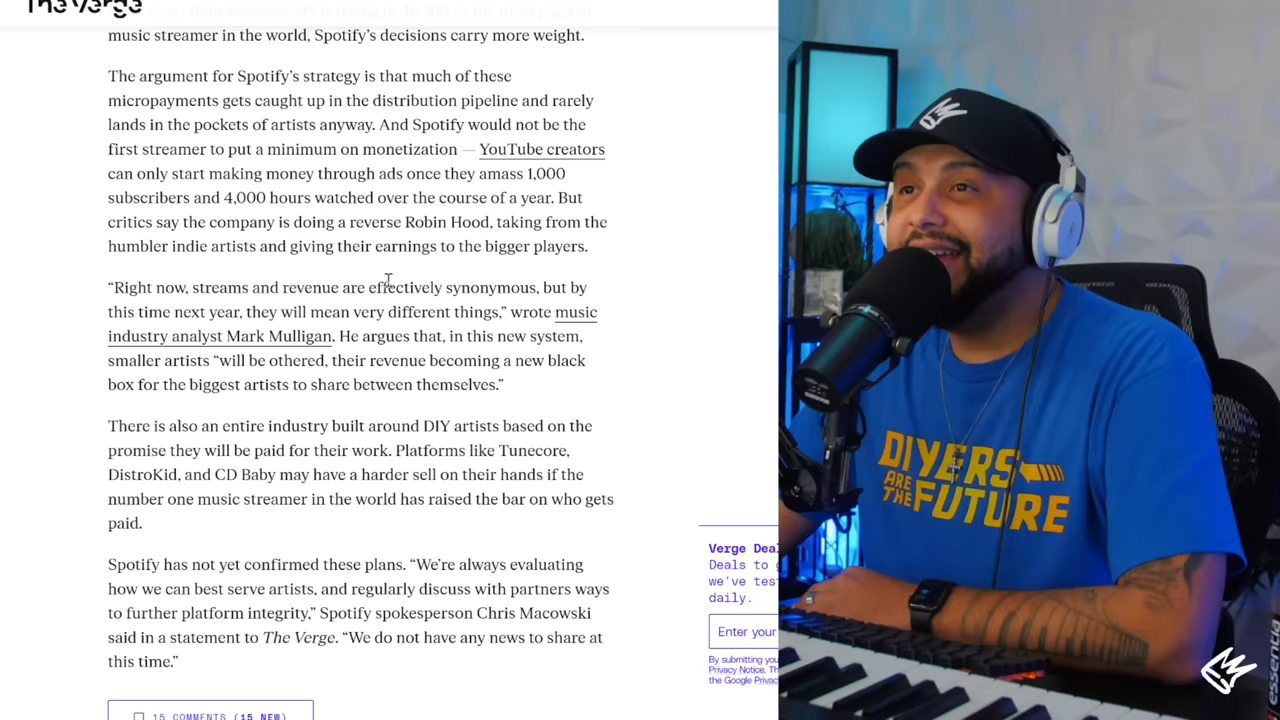 The Verge
music streamer in the world, Spotify’s decisions carry more weight.
The argument for Spotify’s strategy is that much of these
micropayments gets caught up in the distribution pipeline and rarely
lands in the pockets of artists anyway. And Spotify would not be the
first streamer to put a minimum on monetization — YouTube creators
can only start making money through ads once they amass 1,000
subscribers and 4,000 hours watched over the course of a year. But
critics say the company is doing a reverse Robin Hood, taking from the
humbler indie artists and giving their earnings to the bigger players.
“Right now, streams and revenue are effectively synonymous, but by
this time next year, they will mean very different things,” wrote music
industry analyst Mark Mulligan. He argues that, in this new system,
smaller artists “will be othered, their revenue becoming a new black
box for the biggest artists to share between themselves.”
There is also an entire industry built around DIY artists based on the
promise they will be paid for their work. Platforms like Tunecore,
DistroKid, and CD Baby may have a harder sell on their hands if the
number one music streamer in the world has raised the bar on who gets
paid.
Spotify has not yet confirmed these plans. “We’re always evaluating
how we can best serve artists, and regularly discuss with partners ways
to further platform integrity,” Spotify spokesperson Chris Macowski
said in a statement to The Verge. “We do not have any news to share at
this time.”
15 COMMENTS (15 NEW)
Verge Deal
Deals to
we've tes
daily.
Enter your
By submitting you
Privacy Notice. Th
the Google Privac
DIYERS
ARE THE FUTURE
essentia